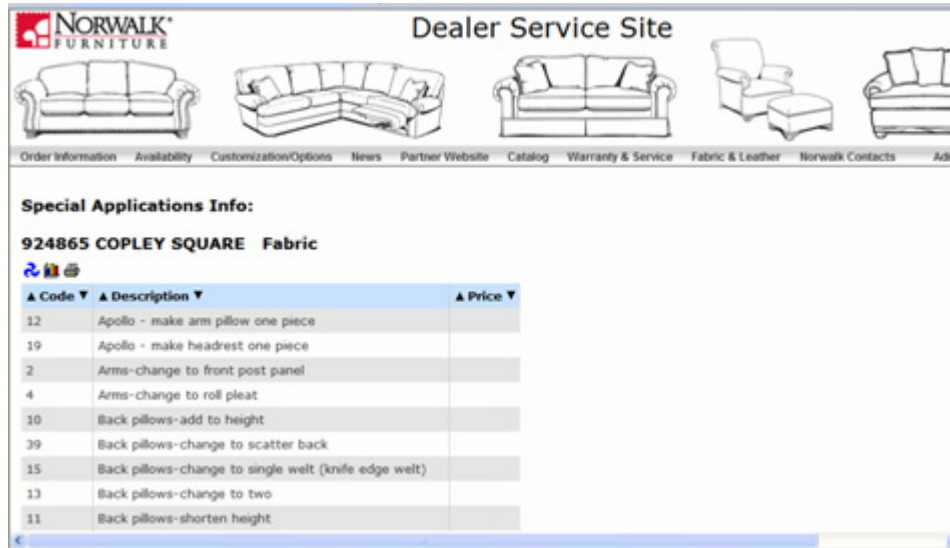 NORWALK®
FURNITURE
Dealer Service Site
Order Information Availability Customization/Options News Partner Website Catalog Warranty & Service Fabric & Leather Norwalk Contacts
Special Applications Info:
924865 COPLEY SQUARE Fabric
▲ Code ▼ ▲ Description ▼ ▲ Price ▼
12 Apollo - make arm pillow one piece
19 Apollo - make headrest one piece
2 Arms-change to front post panel
4 Arms-change to roll pleat
10 Back pillows-add to height
39 Back pillows-change to scatter back
15 Back pillows-change to single welt (knife edge welt)
13 Back pillows-change to two
11 Back pillows-shorten height